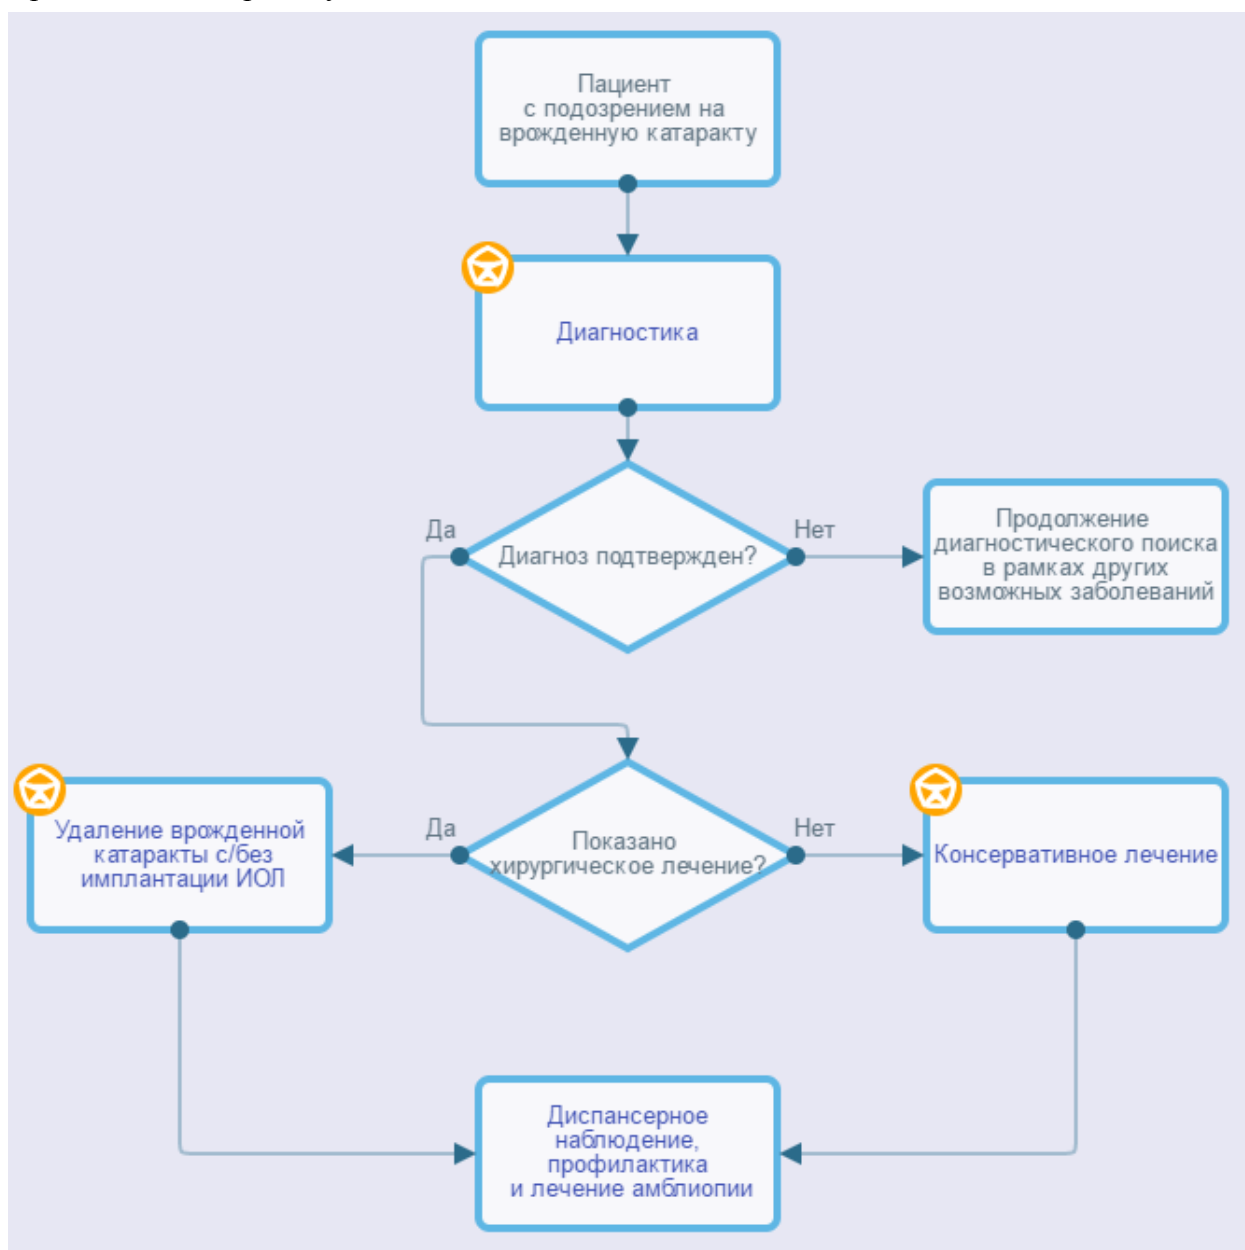 Пациент
с подозрением на
врожденную катаракту
Диагностика
Да
Нет
Диагноз подтвержден?
Продолжение
диагностического поиска
в рамках других
возможных заболеваний
Удаление врожденной
катаракты с/без
имплантации ИОЛ
Да
Показано
хирургическое лечение?
Нет
Консервативное лечение
Диспансерное
наблюдение,
профилактика
и лечение амблиопии